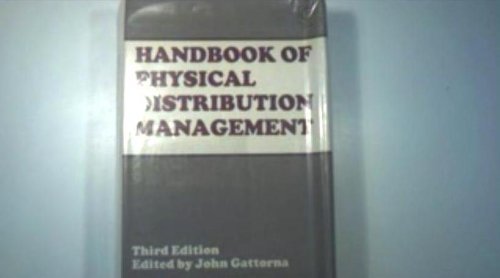 HANDBOOK OF
PHYSICAL
DISTRIBUTION
MANAGEMENT
Third Edition
Edited by John Gattorna